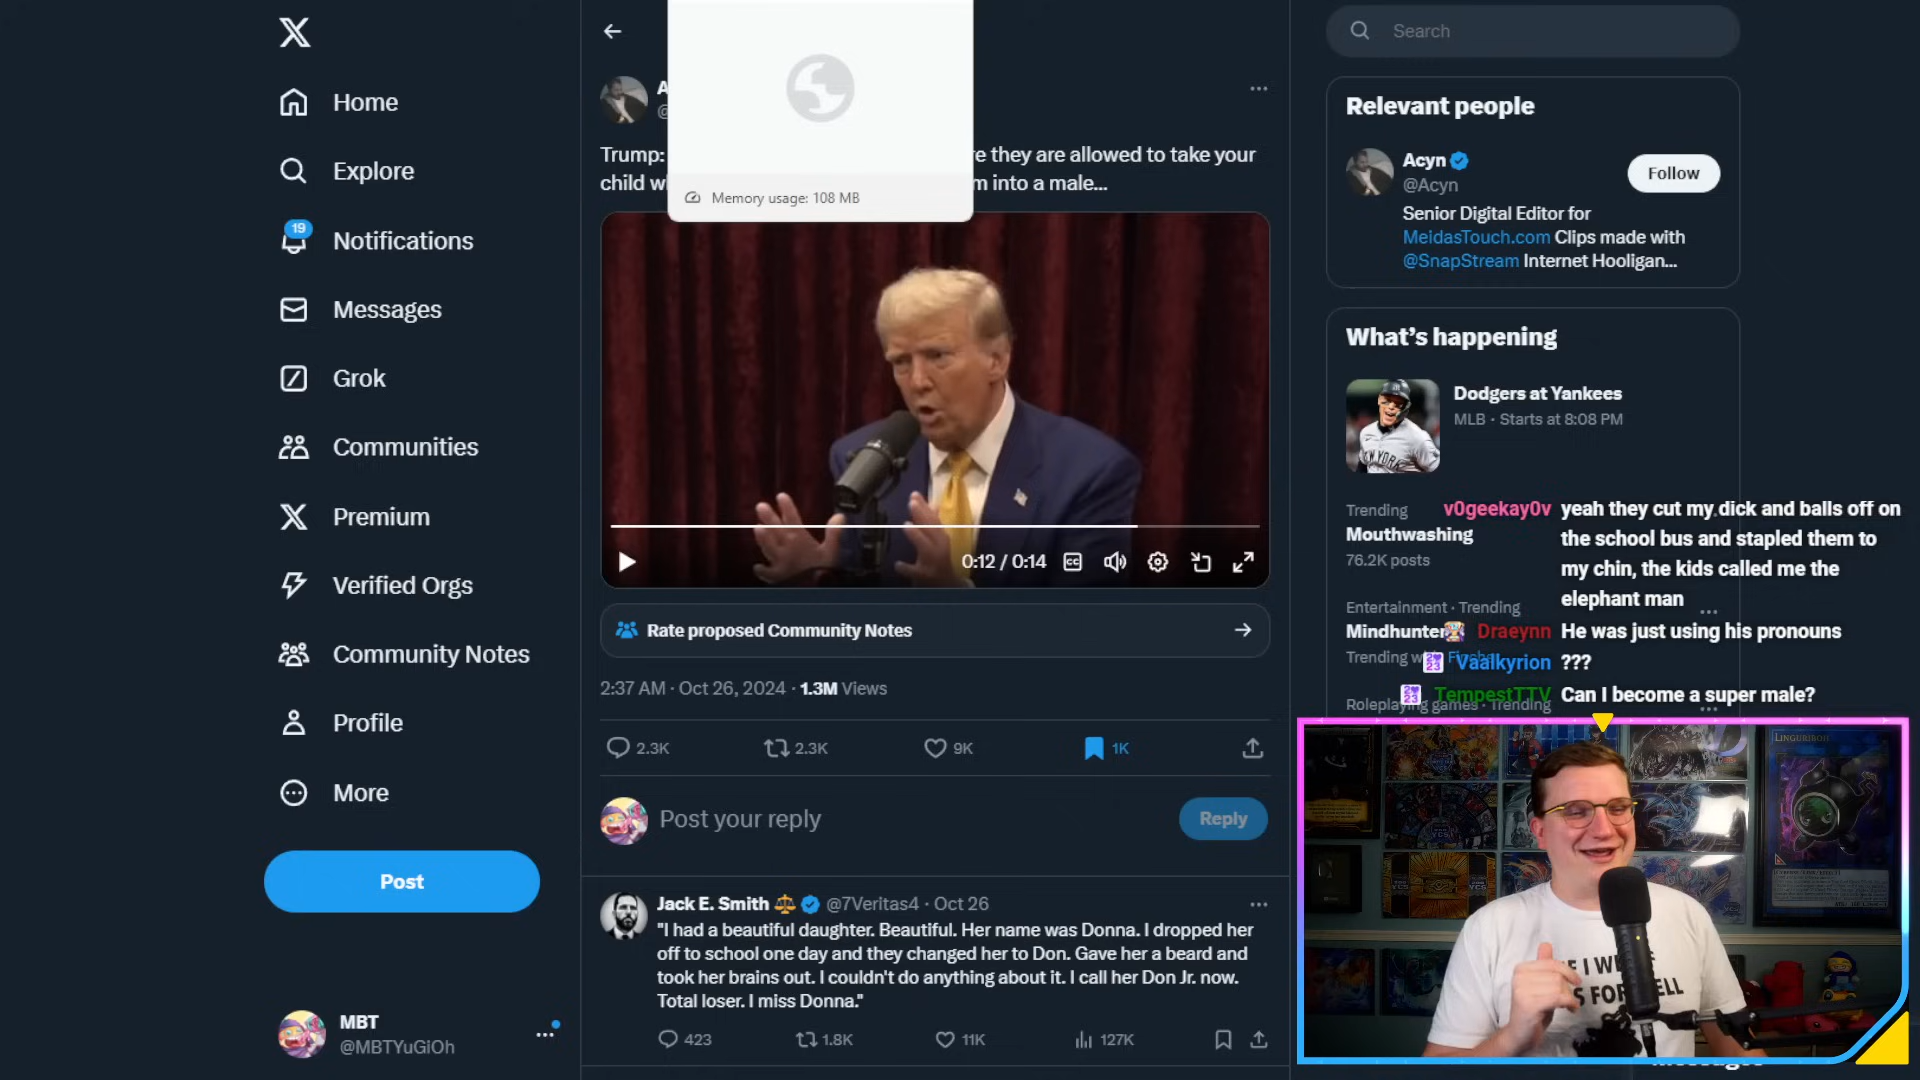 Home
Explore
19
Notifications
Messages
Grok
Communities
Premium
Verified Orgs
Community Notes
Profile
More
Post
MBT
@MBTYuGiOh
Memory usage: 108 MB
Trump: e they are allowed to take your
child m into a male...
0:12 / 0:14
Rate proposed Community Notes
2:37 AM · Oct 26, 2024 · 1.3M Views
2.3K 2.3K 9K 1K
Post your reply
Reply
Jack E. Smith @7Veritas4 · Oct 26
"I had a beautiful daughter. Beautiful. Her name was Donna. I dropped her
off to school one day and they changed her to Don. Gave her a beard and
took her brains out. I couldn't do anything about it. I call her Don Jr. now.
Total loser. I miss Donna."
423 1.8K 11K 127K
Search
Relevant people
Acyn
@Acyn
Follow
Senior Digital Editor for
MeidasTouch.com Clips made with
@SnapStream Internet Hooligan...
What's happening
Dodgers at Yankees
MLB · Starts at 8:08 PM
Trending
Mouthwashing
76.2K posts
Entertainment · Trending
Mindhunter
Trending
Roleplaying games · Trending
v0geekay0v yeah they cut my dick and balls off on
the school bus and stapled them to
my chin, the kids called me the
elephant man
Draeynn He was just using his pronouns
Vaalkyrion ???
TempestTTV Can I become a super male?
LINGURIBOH
IF I W
FOR
ELL